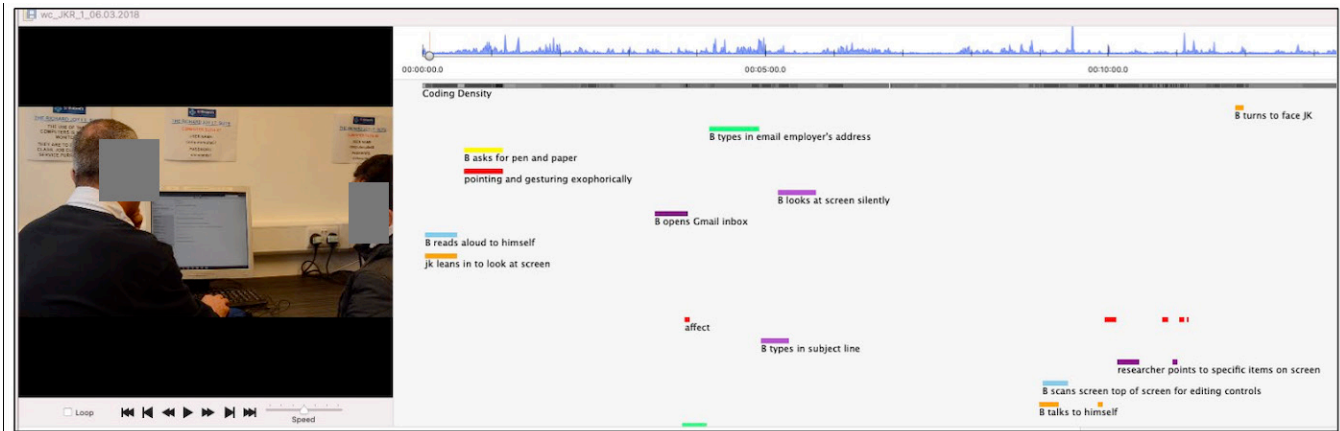 wc_JKR_1_06.03.2018
00:00:00.0
00:05:00.0
00:10:00.0
Coding Density
B turns to face JK
B types in email employer's address
B asks for pen and paper
pointing and gesturing exophorically
B looks at screen silently
B opens Gmail inbox
B reads aloud to himself
jk leans in to look at screen
affect
B types in subject line
researcher points to specific items on screen
B scans screen top of screen for editing controls
B talks to himself
Loop
Speed